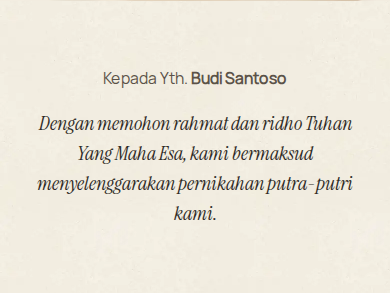 Kepada Yth. Budi Santoso
Dengan memohon rahmat dan ridho Tuhan
Yang Maha Esa, kami bermaksud
menyelenggarakan pernikahan putra-putri
kami.